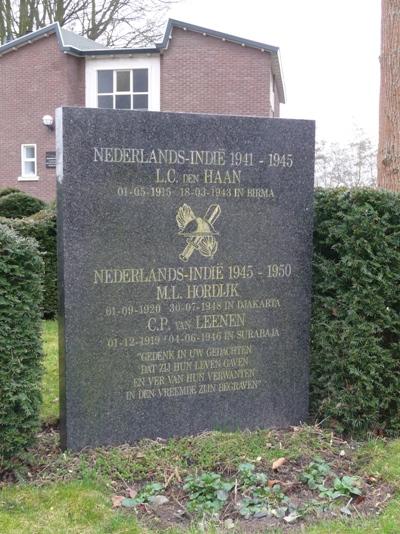 NEDERLANDS-INDIË 1941 - 1945
L.C. DEN HAAN
01-05-1915 - 18-03-1943 IN BIRMA
NEDERLANDS-INDIË 1945 - 1950
M.L. HORDIJK
01-09-1920 - 30-07-1948 IN DJAKARTA
C.P. VAN LEENEN
01-12-1919 - 04-06-1946 IN SURABAJA
"GEDENK IN UW GEDACHTEN
DAT ZIJ HUN LEVEN GAVEN
EN VER VAN HUN VERWANTEN
IN DEN VREEMDE ZIJN BEGRAVEN"